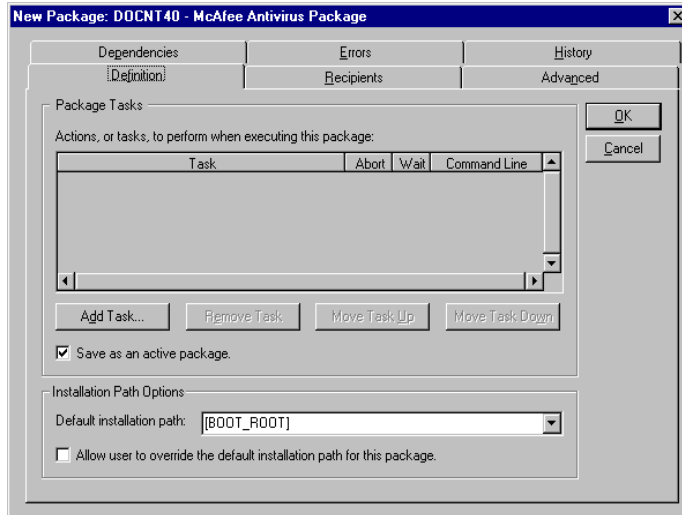 New Package: DOCNT40 - McAfee Antivirus Package
Dependencies Errors History
Definition Recipients Advanced
Package Tasks
OK
Actions, or tasks, to perform when executing this package:
Cancel
Task Abort Wait Command Line
Add Task... Remove Task Move Task Up Move Task Down
Save as an active package.
Installation Path Options
Default installation path: [BOOT_ROOT]
Allow user to override the default installation path for this package.